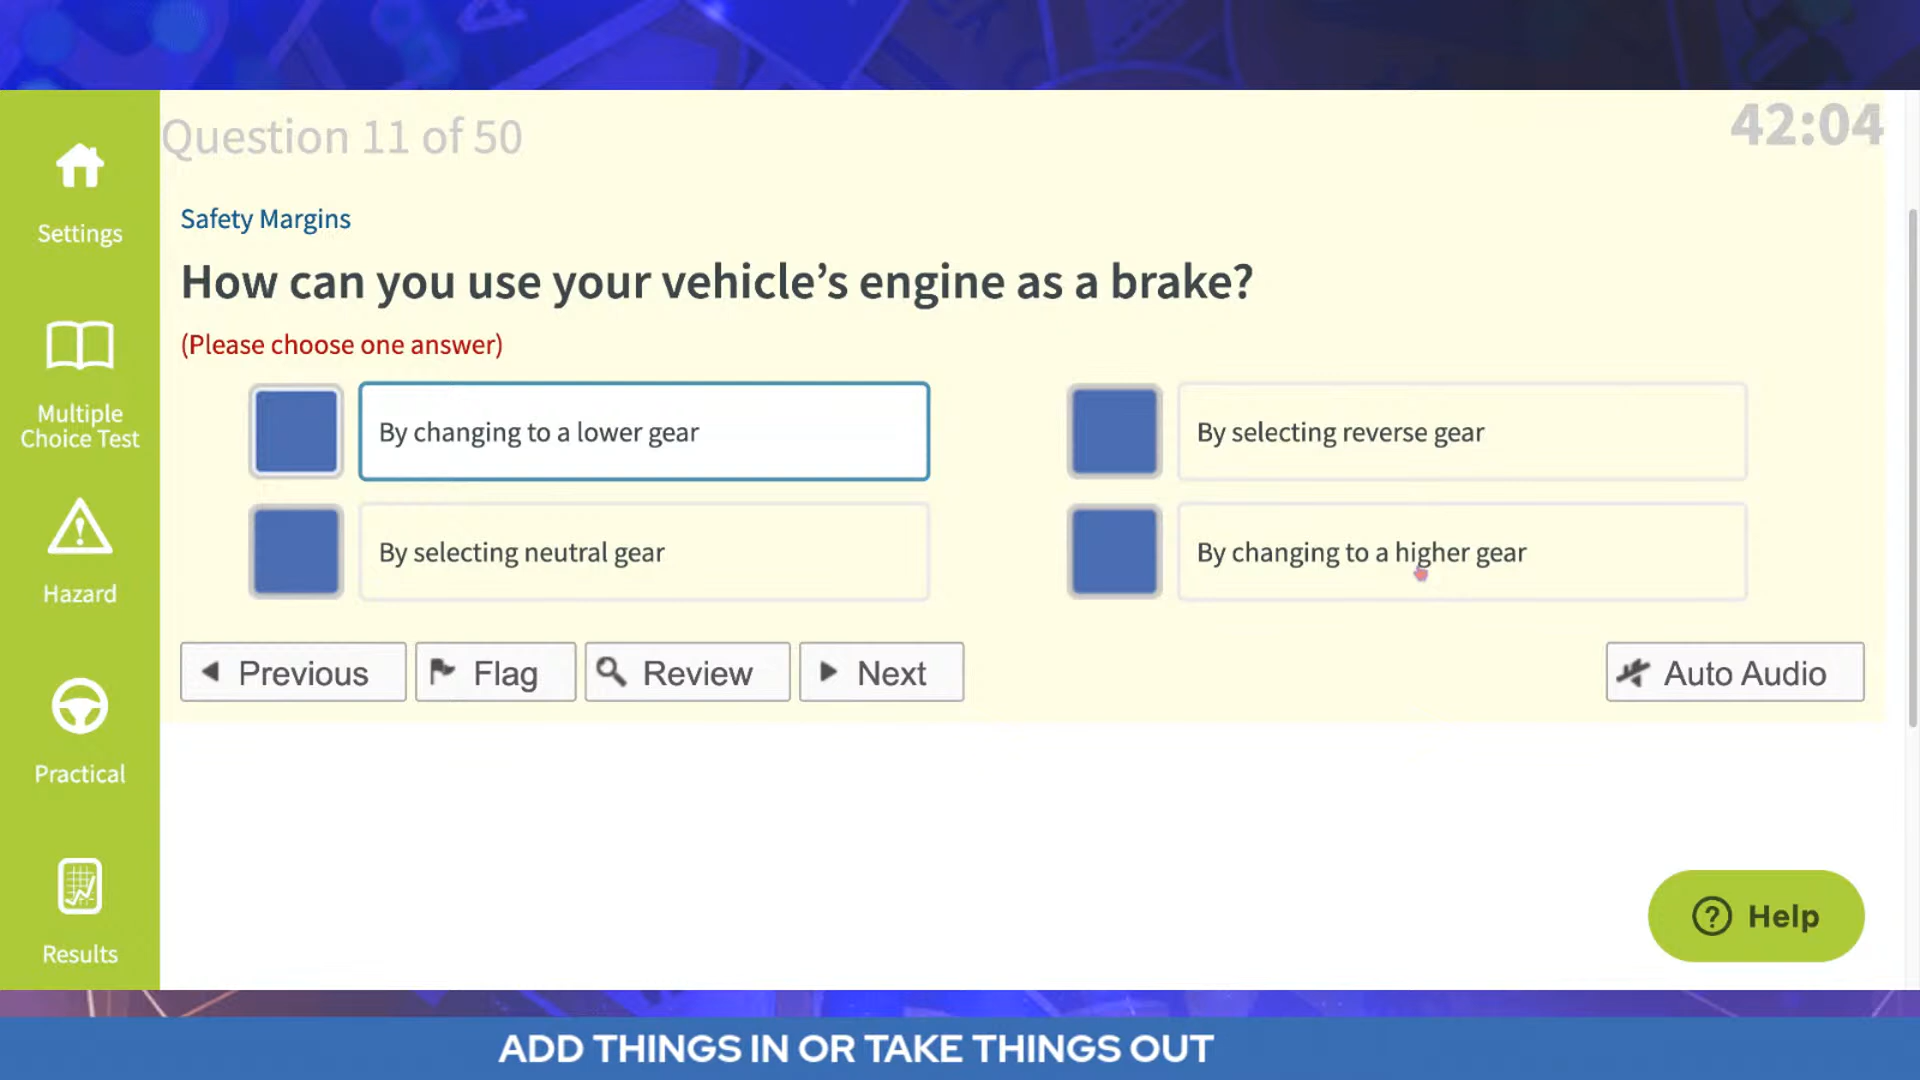 Question 11 of 50
42:04
Settings
Safety Margins
How can you use your vehicle’s engine as a brake?
(Please choose one answer)
Multiple
Choice Test
By changing to a lower gear
By selecting reverse gear
By selecting neutral gear
By changing to a higher gear
Hazard
Previous
Flag
Review
Next
Auto Audio
Practical
Results
? Help
ADD THINGS IN OR TAKE THINGS OUT